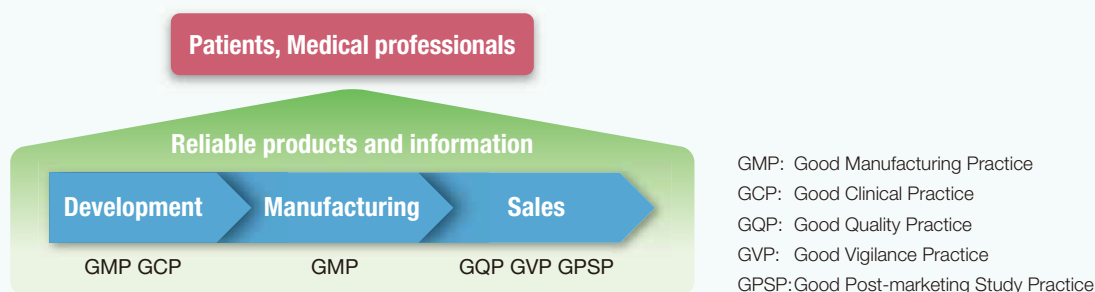 Patients, Medical professionals
Reliable products and information
Development
Manufacturing
Sales
GMP GCP
GMP
GQP GVP GPSP
GMP: Good Manufacturing Practice
GCP: Good Clinical Practice
GQP: Good Quality Practice
GVP: Good Vigilance Practice
GPSP:Good Post-marketing Study Practice